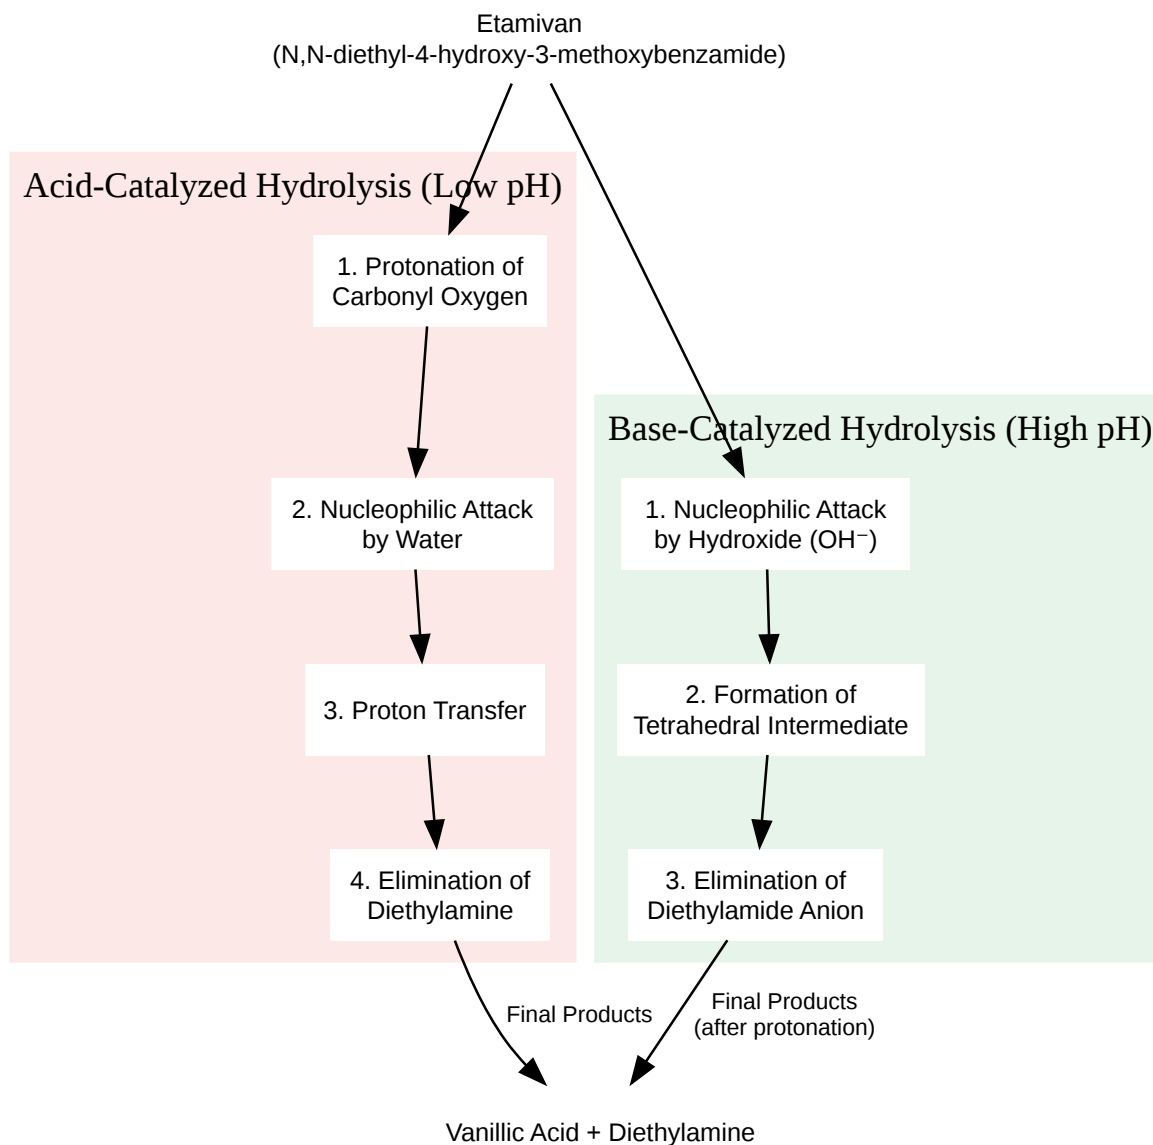 Etamivan
(N,N-diethyl-4-hydroxy-3-methoxybenzamide)
Acid-Catalyzed Hydrolysis (Low pH)
1. Protonation of
Carbonyl Oxygen
2. Nucleophilic Attack
by Water
3. Proton Transfer
4. Elimination of
Diethylamine
Base-Catalyzed Hydrolysis (High pH)
1. Nucleophilic Attack
by Hydroxide (OH⁻)
2. Formation of
Tetrahedral Intermediate
3. Elimination of
Diethylamide Anion
Final Products
Final Products
(after protonation)
Vanillic Acid + Diethylamine